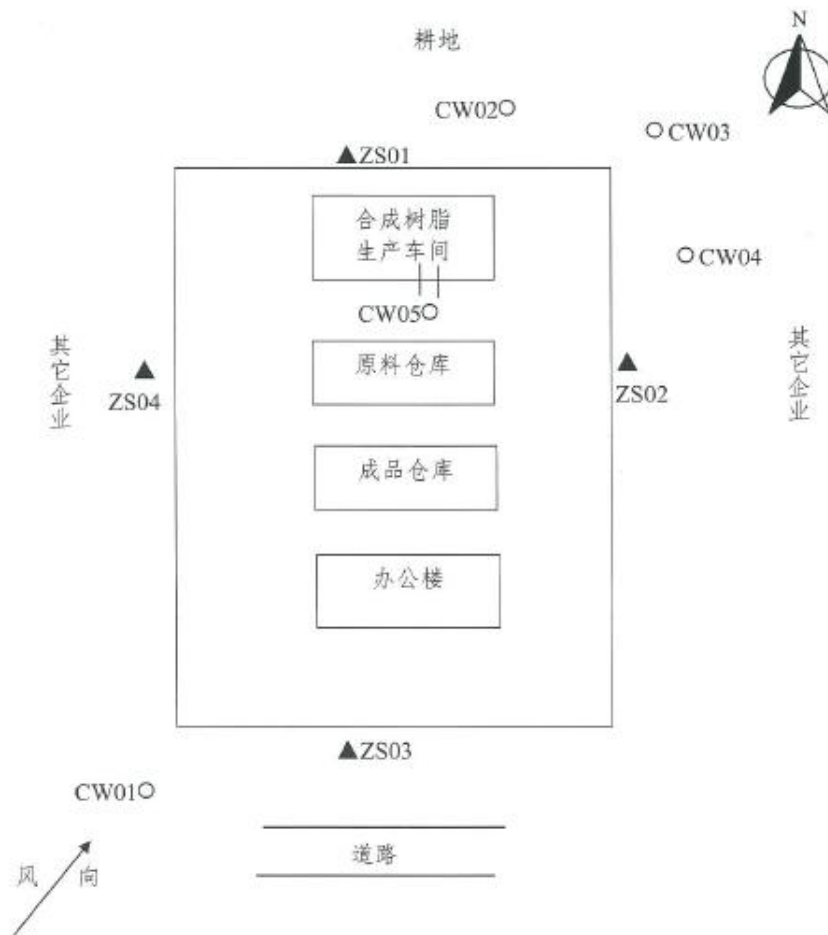 N
耕地
CW02
CW03
ZS01
合成树脂
生产车间
CW04
CW05
其它企业
原料仓库
其它企业
ZS04
ZS02
成品仓库
办公楼
ZS03
CW01
道路
风向